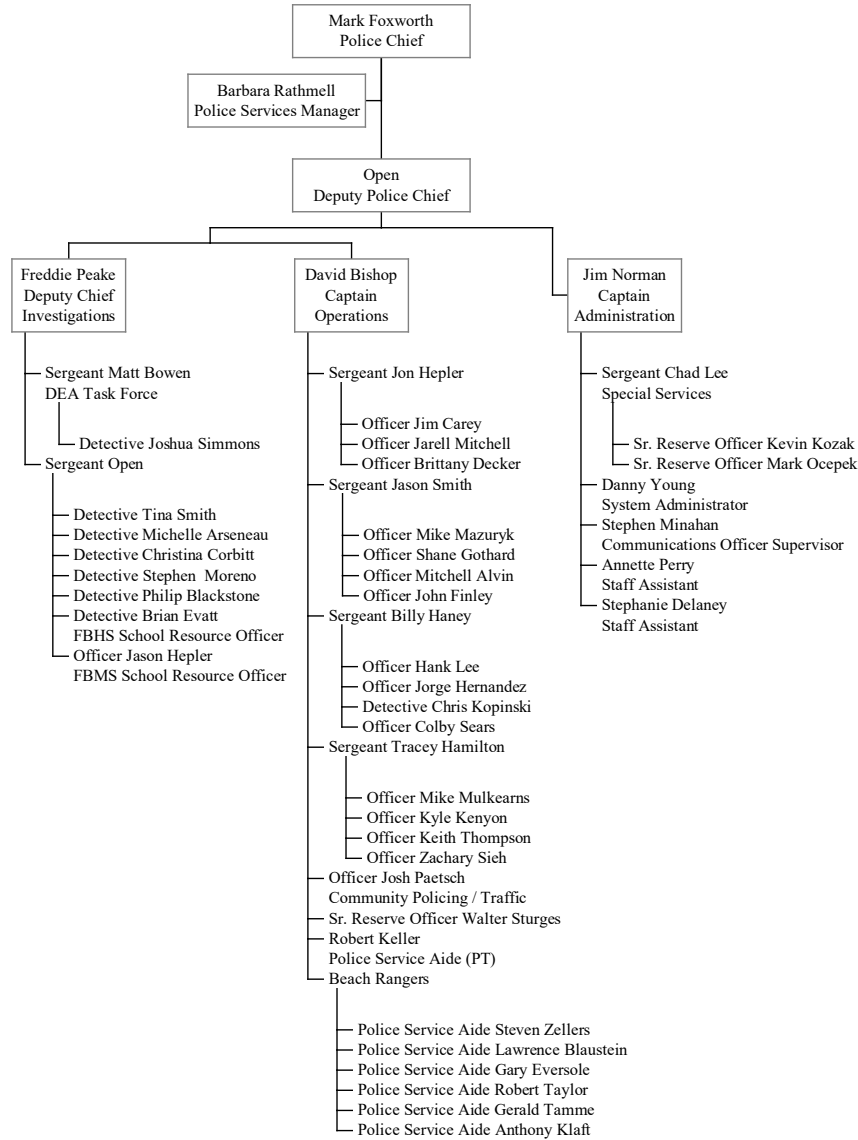 Mark Foxworth
Police Chief
Barbara Rathmell
Police Services Manager
Open
Deputy Police Chief
Freddie Peake
Deputy Chief
Investigations
Sergeant Matt Bowen
DEA Task Force
Detective Joshua Simmons
Sergeant Open
Detective Tina Smith
Detective Michelle Arseneau
Detective Christina Corbitt
Detective Stephen  Moreno
Detective Philip Blackstone
Detective Brian Evatt
FBHS School Resource Officer
Officer Jason Hepler
FBMS School Resource Officer
David Bishop
Captain
Operations
Sergeant Jon Hepler
Officer Jim Carey
Officer Jarell Mitchell
Officer Brittany Decker
Sergeant Jason Smith
Officer Mike Mazuryk
Officer Shane Gothard
Officer Mitchell Alvin
Officer John Finley
Sergeant Billy Haney
Officer Hank Lee
Officer Jorge Hernandez
Detective Chris Kopinski
Officer Colby Sears
Sergeant Tracey Hamilton
Officer Mike Mulkearns
Officer Kyle Kenyon
Officer Keith Thompson
Officer Zachary Sieh
Officer Josh Paetsch
Community Policing / Traffic
Sr. Reserve Officer Walter Sturges
Robert Keller
Police Service Aide (PT)
Beach Rangers
Police Service Aide Steven Zellers
Police Service Aide Lawrence Blaustein
Police Service Aide Gary Eversole
Police Service Aide Robert Taylor
Police Service Aide Gerald Tamme
Police Service Aide Anthony Klaft
Jim Norman
Captain
Administration
Sergeant Chad Lee
Special Services
Sr. Reserve Officer Kevin Kozak
Sr. Reserve Officer Mark Ocepek
Danny Young
System Administrator
Stephen Minahan
Communications Officer Supervisor
Annette Perry
Staff Assistant
Stephanie Delaney
Staff Assistant